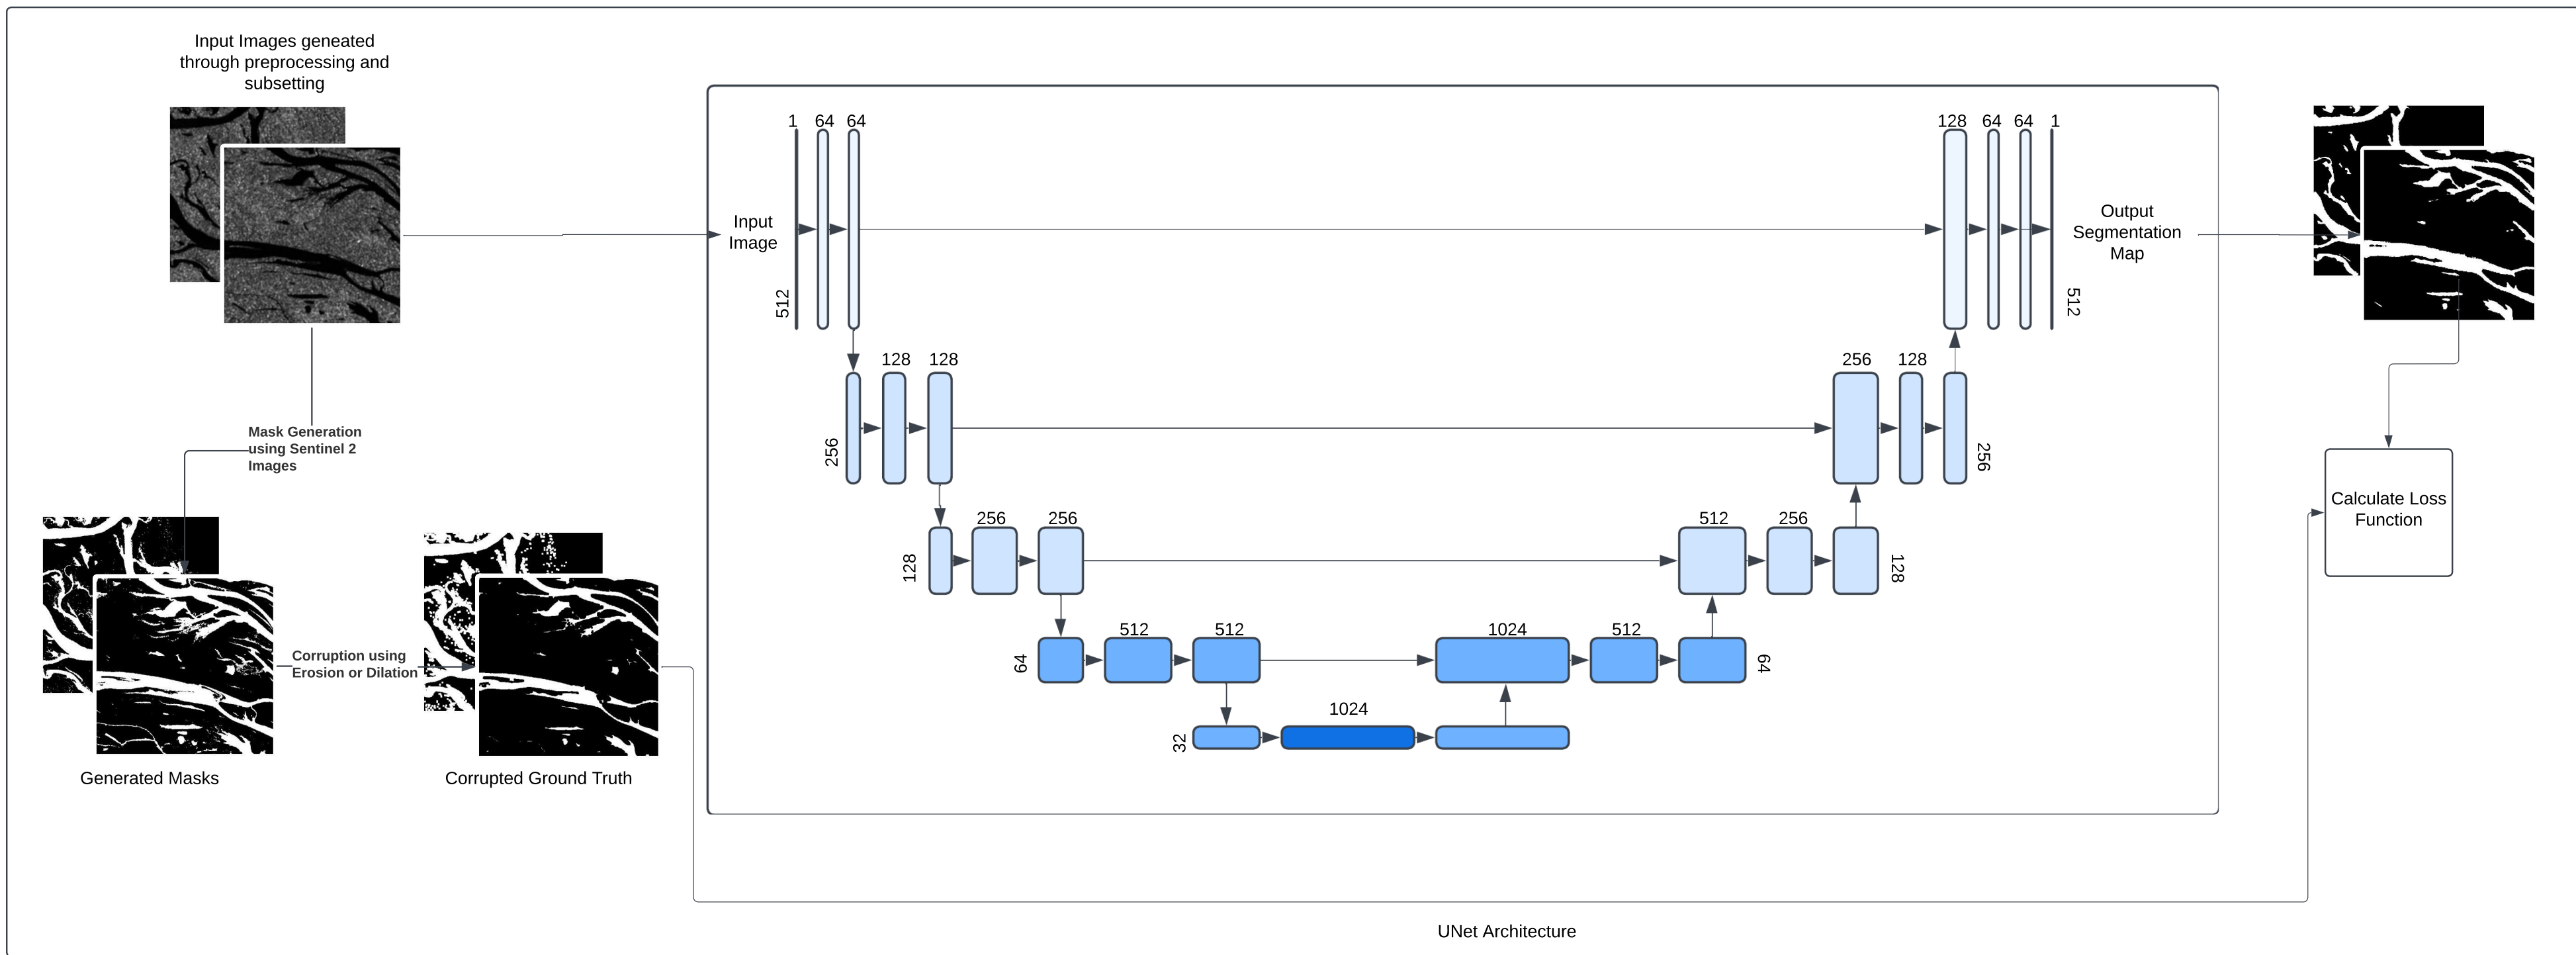 Input Images geneated
through preprocessing and
subsetting
1 64 64
128 64 64 1
Input
Image
Output
Segmentation
Map
512
512
128 128
256 128
256
256
Mask Generation
using Sentinel 2
Images
Calculate Loss
Function
256 256
512 256
128
128
512 512
1024 512
64
64
Corruption using
Erosion or Dilation
1024
32
Generated Masks
Corrupted Ground Truth
UNet Architecture